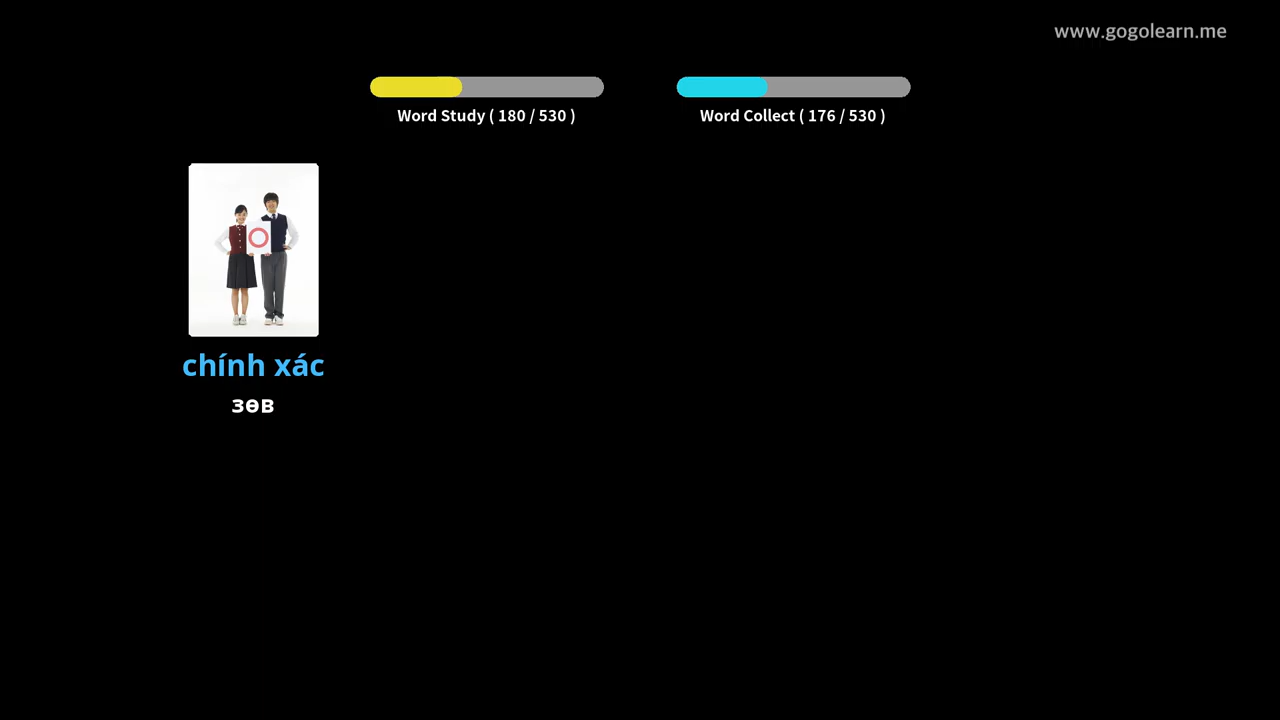 www.gogolearn.me
Word Study ( 180 / 530 )
Word Collect ( 176 / 530 )
chính xác
зөв